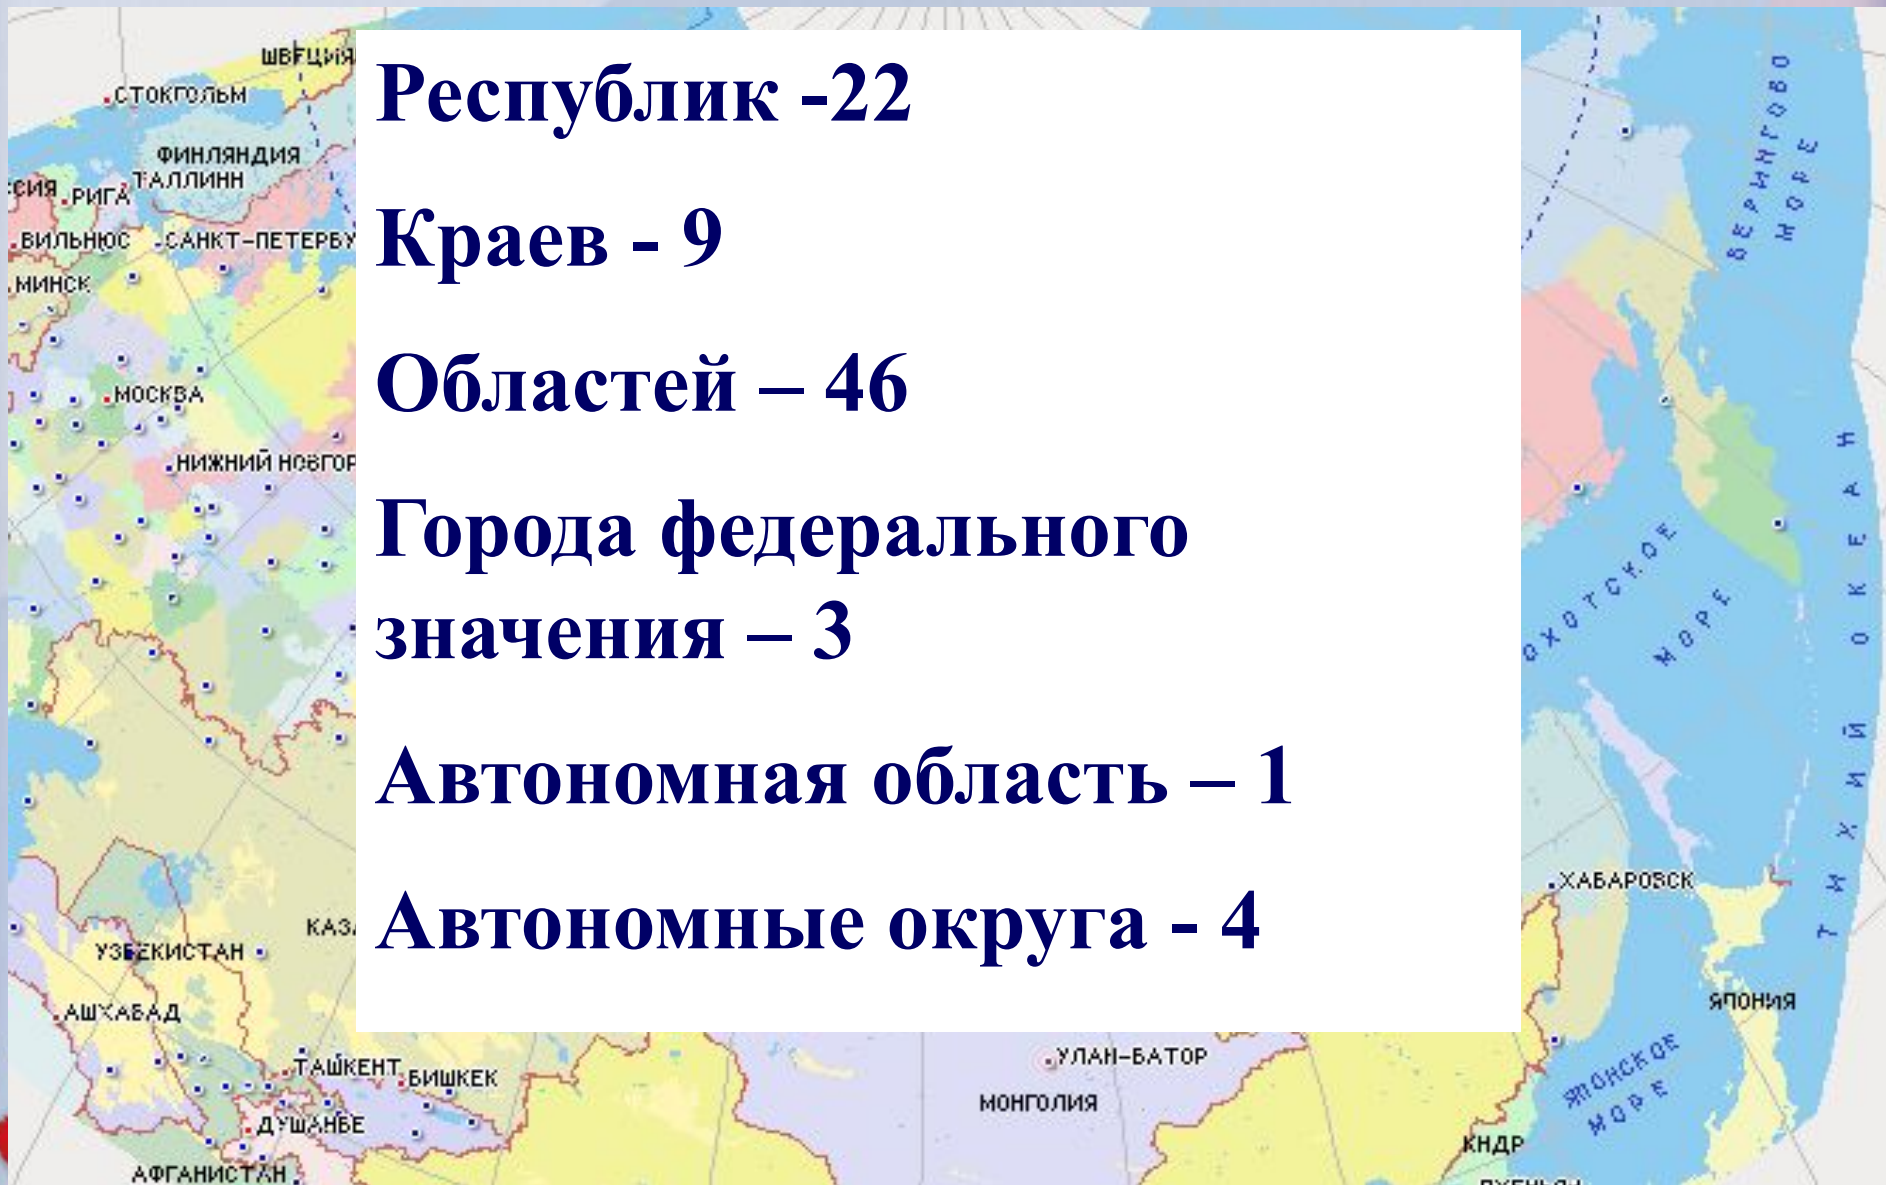 Республик -22
Краев - 9
Областей – 46
Города федерального
значения – 3
Автономная область – 1
Автономные округа - 4
ШВЕЦИЯ
СТОКГОЛЬМ
ФИНЛЯНДИЯ
ТАЛЛИНН
РИГА
ВИЛЬНЮС
САНКТ-ПЕТЕРБУ
МИНСК
МОСКВА
НИЖНИЙ НОВГОР
КАЗ
УЗБЕКИСТАН
АШХАБАД
ТАШКЕНТ
БИШКЕК
ДУШАНБЕ
АФГАНИСТАН
УЛАН-БАТОР
МОНГОЛИЯ
КНДР
ХАБАРОВСК
ЯПОНИЯ
ЯПОНСКОЕ
МОРЕ
ОХОТСКОЕ
МОРЕ
БЕРИНГОВО
МОРЕ
ТИХИЙ ОКЕАН